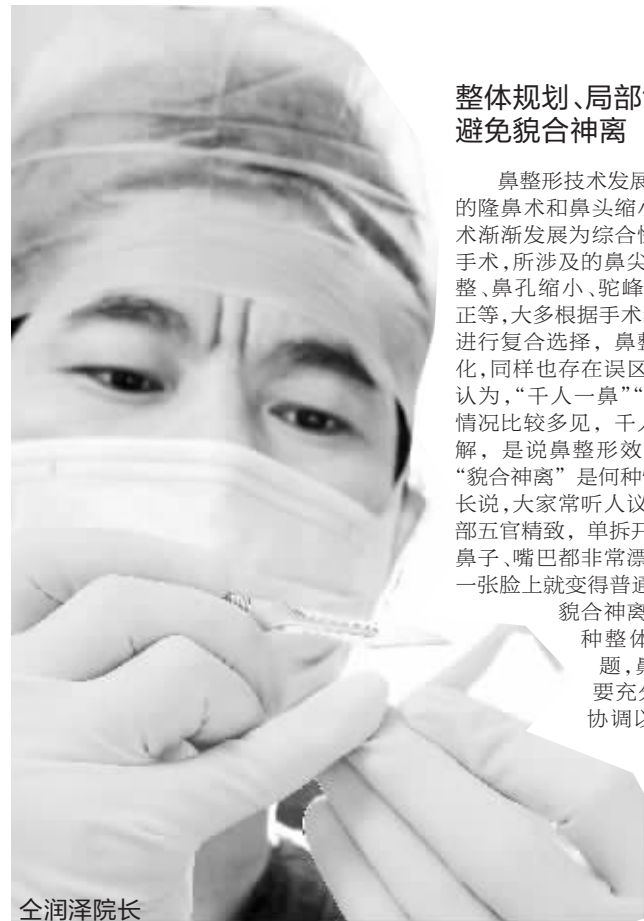 整体规划、局部
避免貌合神离
鼻整形技术发展
的隆鼻术和鼻头缩小
术渐渐发展为综合
手术,所涉及的鼻尖
整、鼻孔缩小、驼峰
正等,大多根据手术
进行复合选择，鼻整
化,同样也存在误区
认为,“千人一鼻”“
情况比较多见，千人
解，是说鼻整形效
“貌合神离”是何种
长说,大家常听人议
部五官精致，单拆开
鼻子、嘴巴都非常漂
一张脸上就变得普通
貌合神离
种整体
题,鼻
要充分
协调以
仝润泽院长